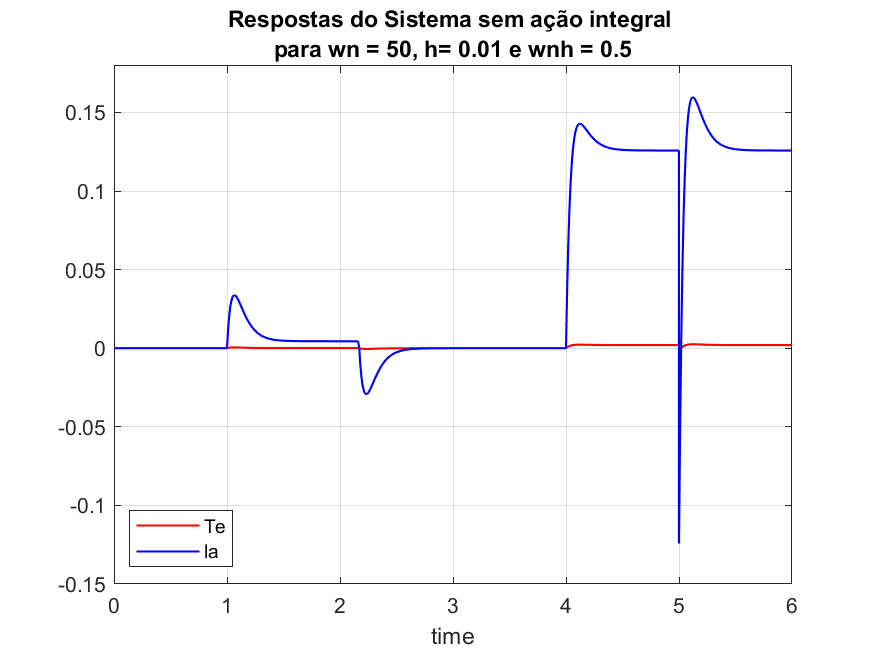 Respostas do Sistema sem ação integral
para wn = 50, h= 0.01 e wnh = 0.5
0.15
0.1
0.05
0
-0.05
-0.1
-0.15
Te
Ia
0 1 2 3 4 5 6
time